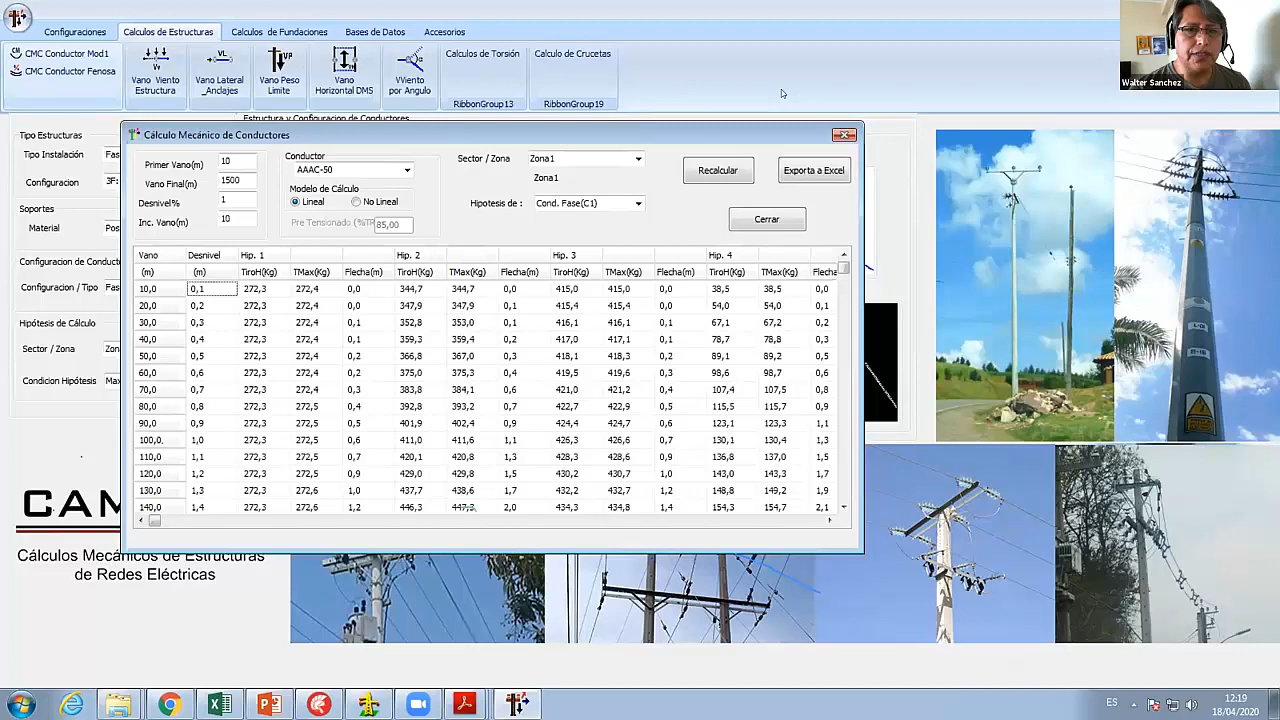 Configuraciones Calculos de Estructuras Calculos de Fundaciones Bases de Datos Accesorios
CMC Conductor Mod1
CMC Conductor Fenosa
Vano Viento Estructura
Vano Lateral _Anclajes
Vano Peso Limite
Vano Horizontal DMS
VViento por Angulo
Calculos de Torsión
RibbonGroup13
Calculo de Crucetas
RibbonGroup19
Walter Sanchez
Estructura y Configuracion de Conductores
Tipo Estructuras
Tipo Instalación Fas
Configuracion 3F:
Soportes
Material Pos
Configuracion de Conducto
Configuracion / Tipo Fas
Hipótesis de Cálculo
Sector / Zona Zon
Condicion Hipótesis Max
Cálculo Mecánico de Conductores
Primer Vano(m) 10
Vano Final(m) 1500
Desnivel% 1
Inc. Vano(m) 10
Conductor
AAAC-50
Modelo de Cálculo
Lineal No Lineal
Pre Tensionado (%TR 85,00
Sector / Zona Zona1
Zona1
Hipotesis de : Cond. Fase(C1)
Recalcular
Exporta a Excel
Cerrar
Vano Desnivel Hip. 1 Hip. 2 Hip. 3 Hip. 4
(m) (m) TiroH(Kg) TMax(Kg) Flecha(m) TiroH(Kg) TMax(Kg) Flecha(m) TiroH(Kg) TMax(Kg) Flecha(m) TiroH(Kg) TMax(Kg) Flecha
10,0 0,1 272,3 272,4 0,0 344,7 344,7 0,0 415,0 415,0 0,0 38,5 38,5 0,0
20,0 0,2 272,3 272,4 0,0 347,9 347,9 0,1 415,4 415,4 0,0 54,0 54,0 0,1
30,0 0,3 272,3 272,4 0,1 352,8 353,0 0,1 416,1 416,1 0,1 67,1 67,2 0,2
40,0 0,4 272,3 272,4 0,1 359,3 359,4 0,2 417,0 417,1 0,1 78,7 78,8 0,3
50,0 0,5 272,3 272,4 0,2 366,8 367,0 0,3 418,1 418,3 0,2 89,1 89,2 0,5
60,0 0,6 272,3 272,4 0,2 375,0 375,3 0,4 419,5 419,6 0,3 98,6 98,7 0,6
70,0 0,7 272,3 272,4 0,3 383,8 384,1 0,6 421,0 421,2 0,4 107,4 107,5 0,8
80,0 0,8 272,3 272,5 0,4 392,8 393,2 0,7 422,7 422,9 0,5 115,5 115,7 0,9
90,0 0,9 272,3 272,5 0,5 401,9 402,4 0,9 424,4 424,7 0,6 123,1 123,3 1,1
100,0. 1,0 272,3 272,5 0,6 411,0 411,6 1,1 426,3 426,6 0,7 130,1 130,4 1,3
110,0 1,1 272,3 272,5 0,7 420,1 420,8 1,3 428,3 428,6 0,9 136,8 137,0 1,5
120,0 1,2 272,3 272,5 0,9 429,0 429,8 1,5 430,2 430,7 1,0 143,0 143,3 1,7
130,0 1,3 272,3 272,6 1,0 437,7 438,6 1,7 432,2 432,7 1,2 148,8 149,2 1,9
140,0 1,4 272,3 272,6 1,2 446,3 2,0 434,3 434,8 1,4 154,3 154,7 2,1
CAM
Cálculos Mecánicos de Estructuras
de Redes Eléctricas
ES 12:19
18/04/2020